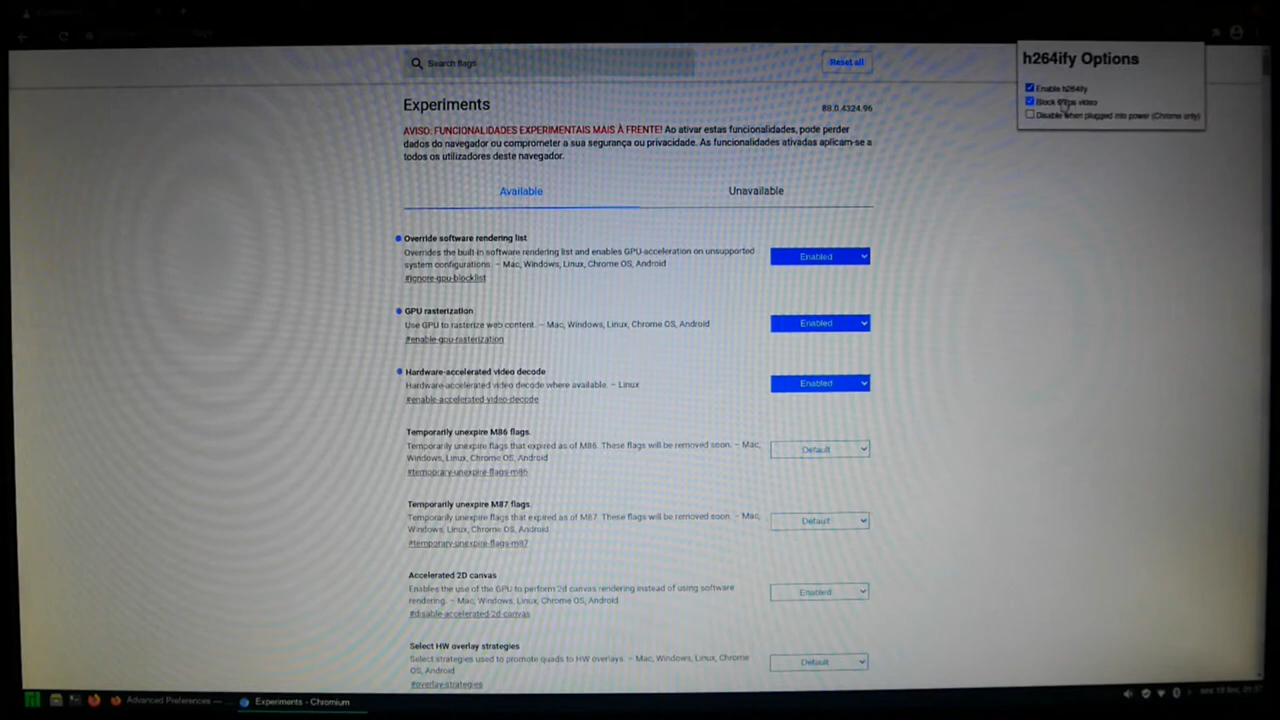 Search flags
Reset all
h264ify Options
Enable h264ify
Block 60fps video
Disable when plugged into power (Chrome only)
Experiments
88.0.4324.96
AVISO: FUNCIONALIDADES EXPERIMENTAIS MAIS À FRENTE! Ao ativar estas funcionalidades, pode perder
dados do navegador ou comprometer a sua segurança ou privacidade. As funcionalidades ativadas aplicam-se a
todos os utilizadores deste navegador.
Available
Unavailable
Override software rendering list
Overrides the built-in software rendering list and enables GPU-acceleration on unsupported
system configurations. – Mac, Windows, Linux, Chrome OS, Android
#ignore-gpu-blocklist
Enabled
GPU rasterization
Use GPU to rasterize web content. – Mac, Windows, Linux, Chrome OS, Android
#enable-gpu-rasterization
Enabled
Hardware-accelerated video decode
Hardware-accelerated video decode where available. – Linux
#enable-accelerated-video-decode
Enabled
Temporarily unexpire M86 flags.
Temporarily unexpire flags that expired as of M86. These flags will be removed soon. – Mac,
Windows, Linux, Chrome OS, Android
#temporary-unexpire-flags-m86
Default
Temporarily unexpire M87 flags.
Temporarily unexpire flags that expired as of M87. These flags will be removed soon. – Mac,
Windows, Linux, Chrome OS, Android
#temporary-unexpire-flags-m87
Default
Accelerated 2D canvas
Enables the use of the GPU to perform 2d canvas rendering instead of using software
rendering. – Mac, Windows, Linux, Chrome OS, Android
#disable-accelerated-2d-canvas
Enabled
Select HW overlay strategies
Select strategies used to promote quads to HW overlays. – Mac, Windows, Linux, Chrome
OS, Android
#overlay-strategies
Default
Advanced Preferences —
Experiments - Chromium